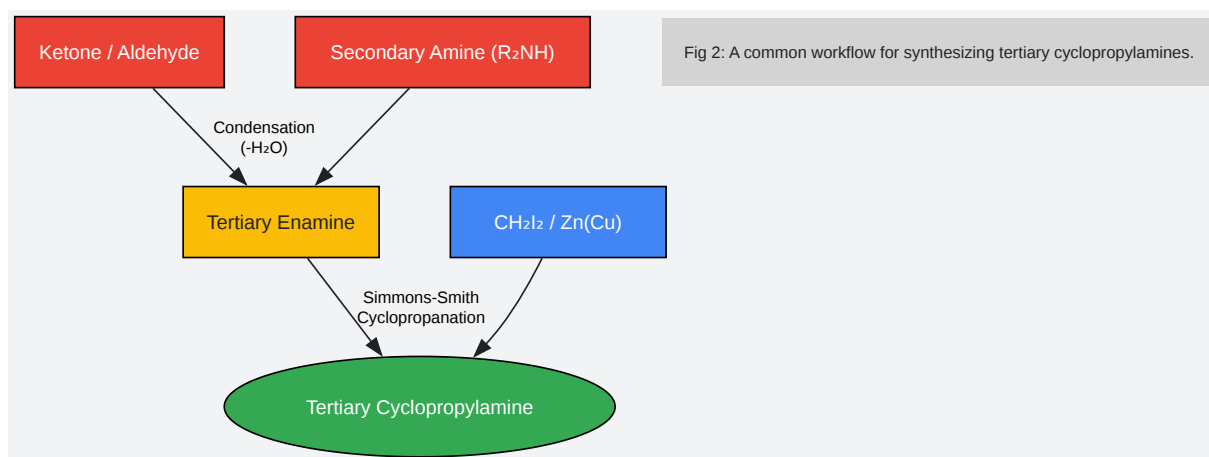 Ketone / Aldehyde
Secondary Amine (R₂NH)
Fig 2: A common workflow for synthesizing tertiary cyclopropylamines.
Condensation
(-H₂O)
Tertiary Enamine
CH₂I₂ / Zn(Cu)
Simmons-Smith
Cyclopropanation
Tertiary Cyclopropylamine